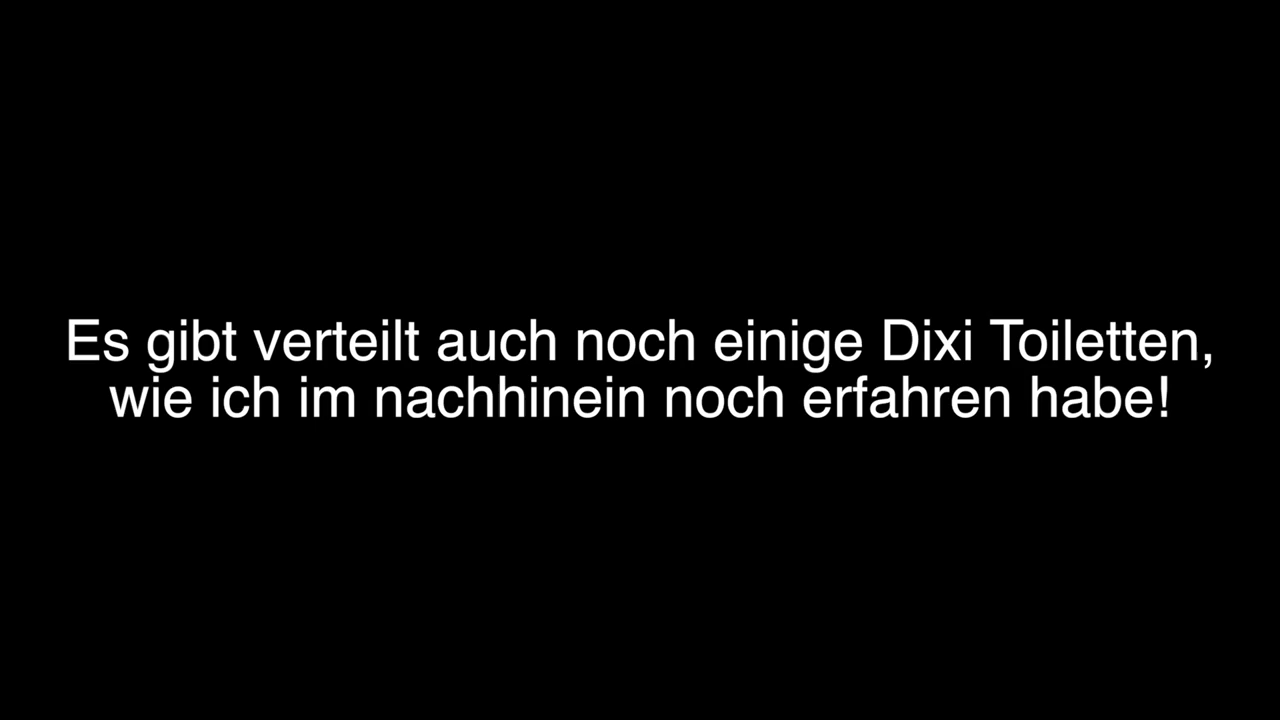 Es gibt verteilt auch noch einige Dixi Toiletten,
wie ich im nachhinein noch erfahren habe!